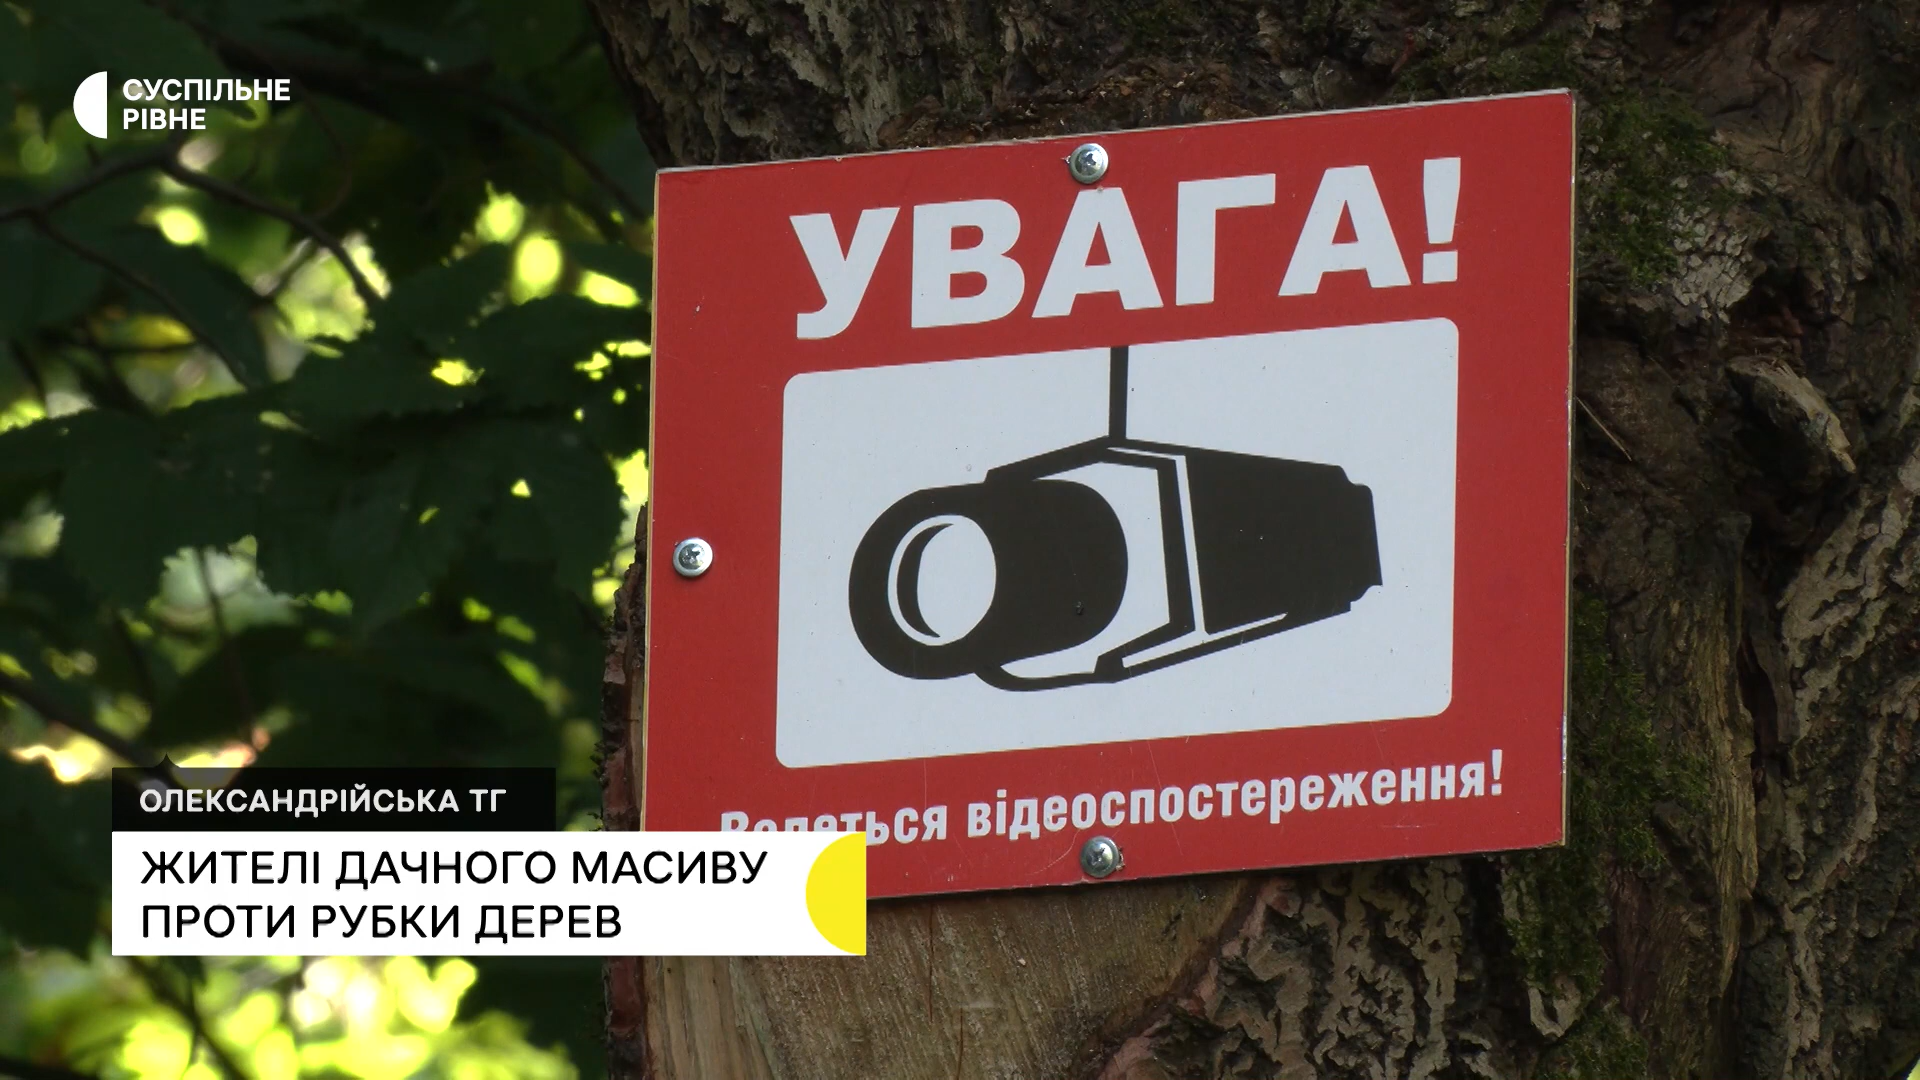 СУСПІЛЬНЕ
РІВНЕ
УВАГА!
відеоспостереження!
ОЛЕКСАНДРІЙСЬКА ТГ
ЖИТЕЛІ ДАЧНОГО МАСИВУ
ПРОТИ РУБКИ ДЕРЕВ